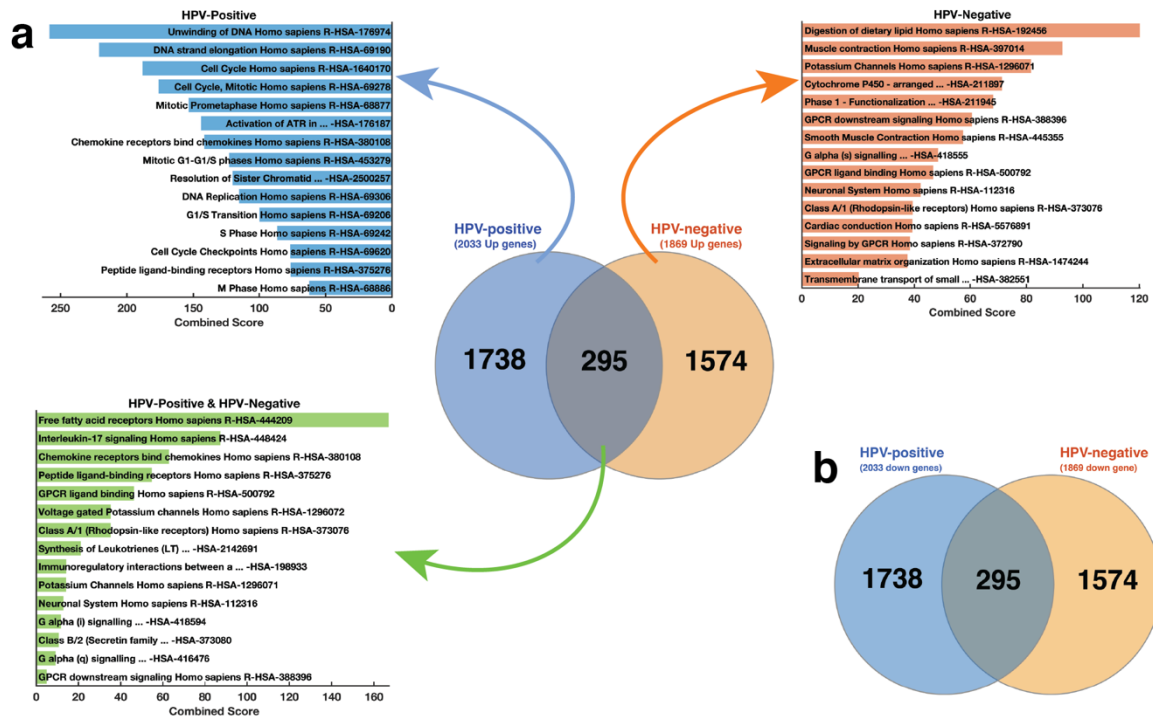 a
HPV-Positive
Unwinding of DNA Homo sapiens R-HSA-176974
DNA strand elongation Homo sapiens R-HSA-69190
Cell Cycle Homo sapiens R-HSA-1640170
Cell Cycle, Mitotic Homo sapiens R-HSA-69278
Mitotic Prometaphase Homo sapiens R-HSA-68877
Activation of ATR in ... -HSA-176187
Chemokine receptors bind chemokines Homo sapiens R-HSA-380108
Mitotic G1-G1/S phases Homo sapiens R-HSA-453279
Resolution of Sister Chromatid ... -HSA-2500257
DNA Replication Homo sapiens R-HSA-69306
G1/S Transition Homo sapiens R-HSA-69206
S Phase Homo sapiens R-HSA-69242
Cell Cycle Checkpoints Homo sapiens R-HSA-69620
Peptide ligand-binding receptors Homo sapiens R-HSA-375276
M Phase Homo sapiens R-HSA-68886
250 200 150 100 50 0
Combined Score
HPV-Negative
Digestion of dietary lipid Homo sapiens R-HSA-192456
Muscle contraction Homo sapiens R-HSA-397014
Potassium Channels Homo sapiens R-HSA-1296071
Cytochrome P450 - arranged ... -HSA-211897
Phase 1 - Functionalization ... -HSA-211945
GPCR downstream signaling Homo sapiens R-HSA-388396
Smooth Muscle Contraction Homo sapiens R-HSA-445355
G alpha (s) signalling ... -HSA-418555
GPCR ligand binding Homo sapiens R-HSA-500792
Neuronal System Homo sapiens R-HSA-112316
Class A/1 (Rhodopsin-like receptors) Homo sapiens R-HSA-373076
Cardiac conduction Homo sapiens R-HSA-5576891
Signaling by GPCR Homo sapiens R-HSA-372790
Extracellular matrix organization Homo sapiens R-HSA-1474244
Transmembrane transport of small ... -HSA-382551
0 20 40 60 80 100 120
Combined Score
HPV-positive
(2033 Up genes)
HPV-negative
(1869 Up genes)
1738 295 1574
HPV-Positive & HPV-Negative
Free fatty acid receptors Homo sapiens R-HSA-444209
Interleukin-17 signaling Homo sapiens R-HSA-448424
Chemokine receptors bind chemokines Homo sapiens R-HSA-380108
Peptide ligand-binding receptors Homo sapiens R-HSA-375276
GPCR ligand binding Homo sapiens R-HSA-500792
Voltage gated Potassium channels Homo sapiens R-HSA-1296072
Class A/1 (Rhodopsin-like receptors) Homo sapiens R-HSA-373076
Synthesis of Leukotrienes (LT) ... -HSA-2142691
Immunoregulatory interactions between a ... -HSA-198933
Potassium Channels Homo sapiens R-HSA-1296071
Neuronal System Homo sapiens R-HSA-112316
G alpha (i) signalling ... -HSA-418594
Class B/2 (Secretin family ... -HSA-373080
G alpha (q) signalling ... -HSA-416476
GPCR downstream signaling Homo sapiens R-HSA-388396
0 20 40 60 80 100 120 140 160
Combined Score
b
HPV-positive
(2033 down genes)
HPV-negative
(1869 down gene)
1738 295 1574